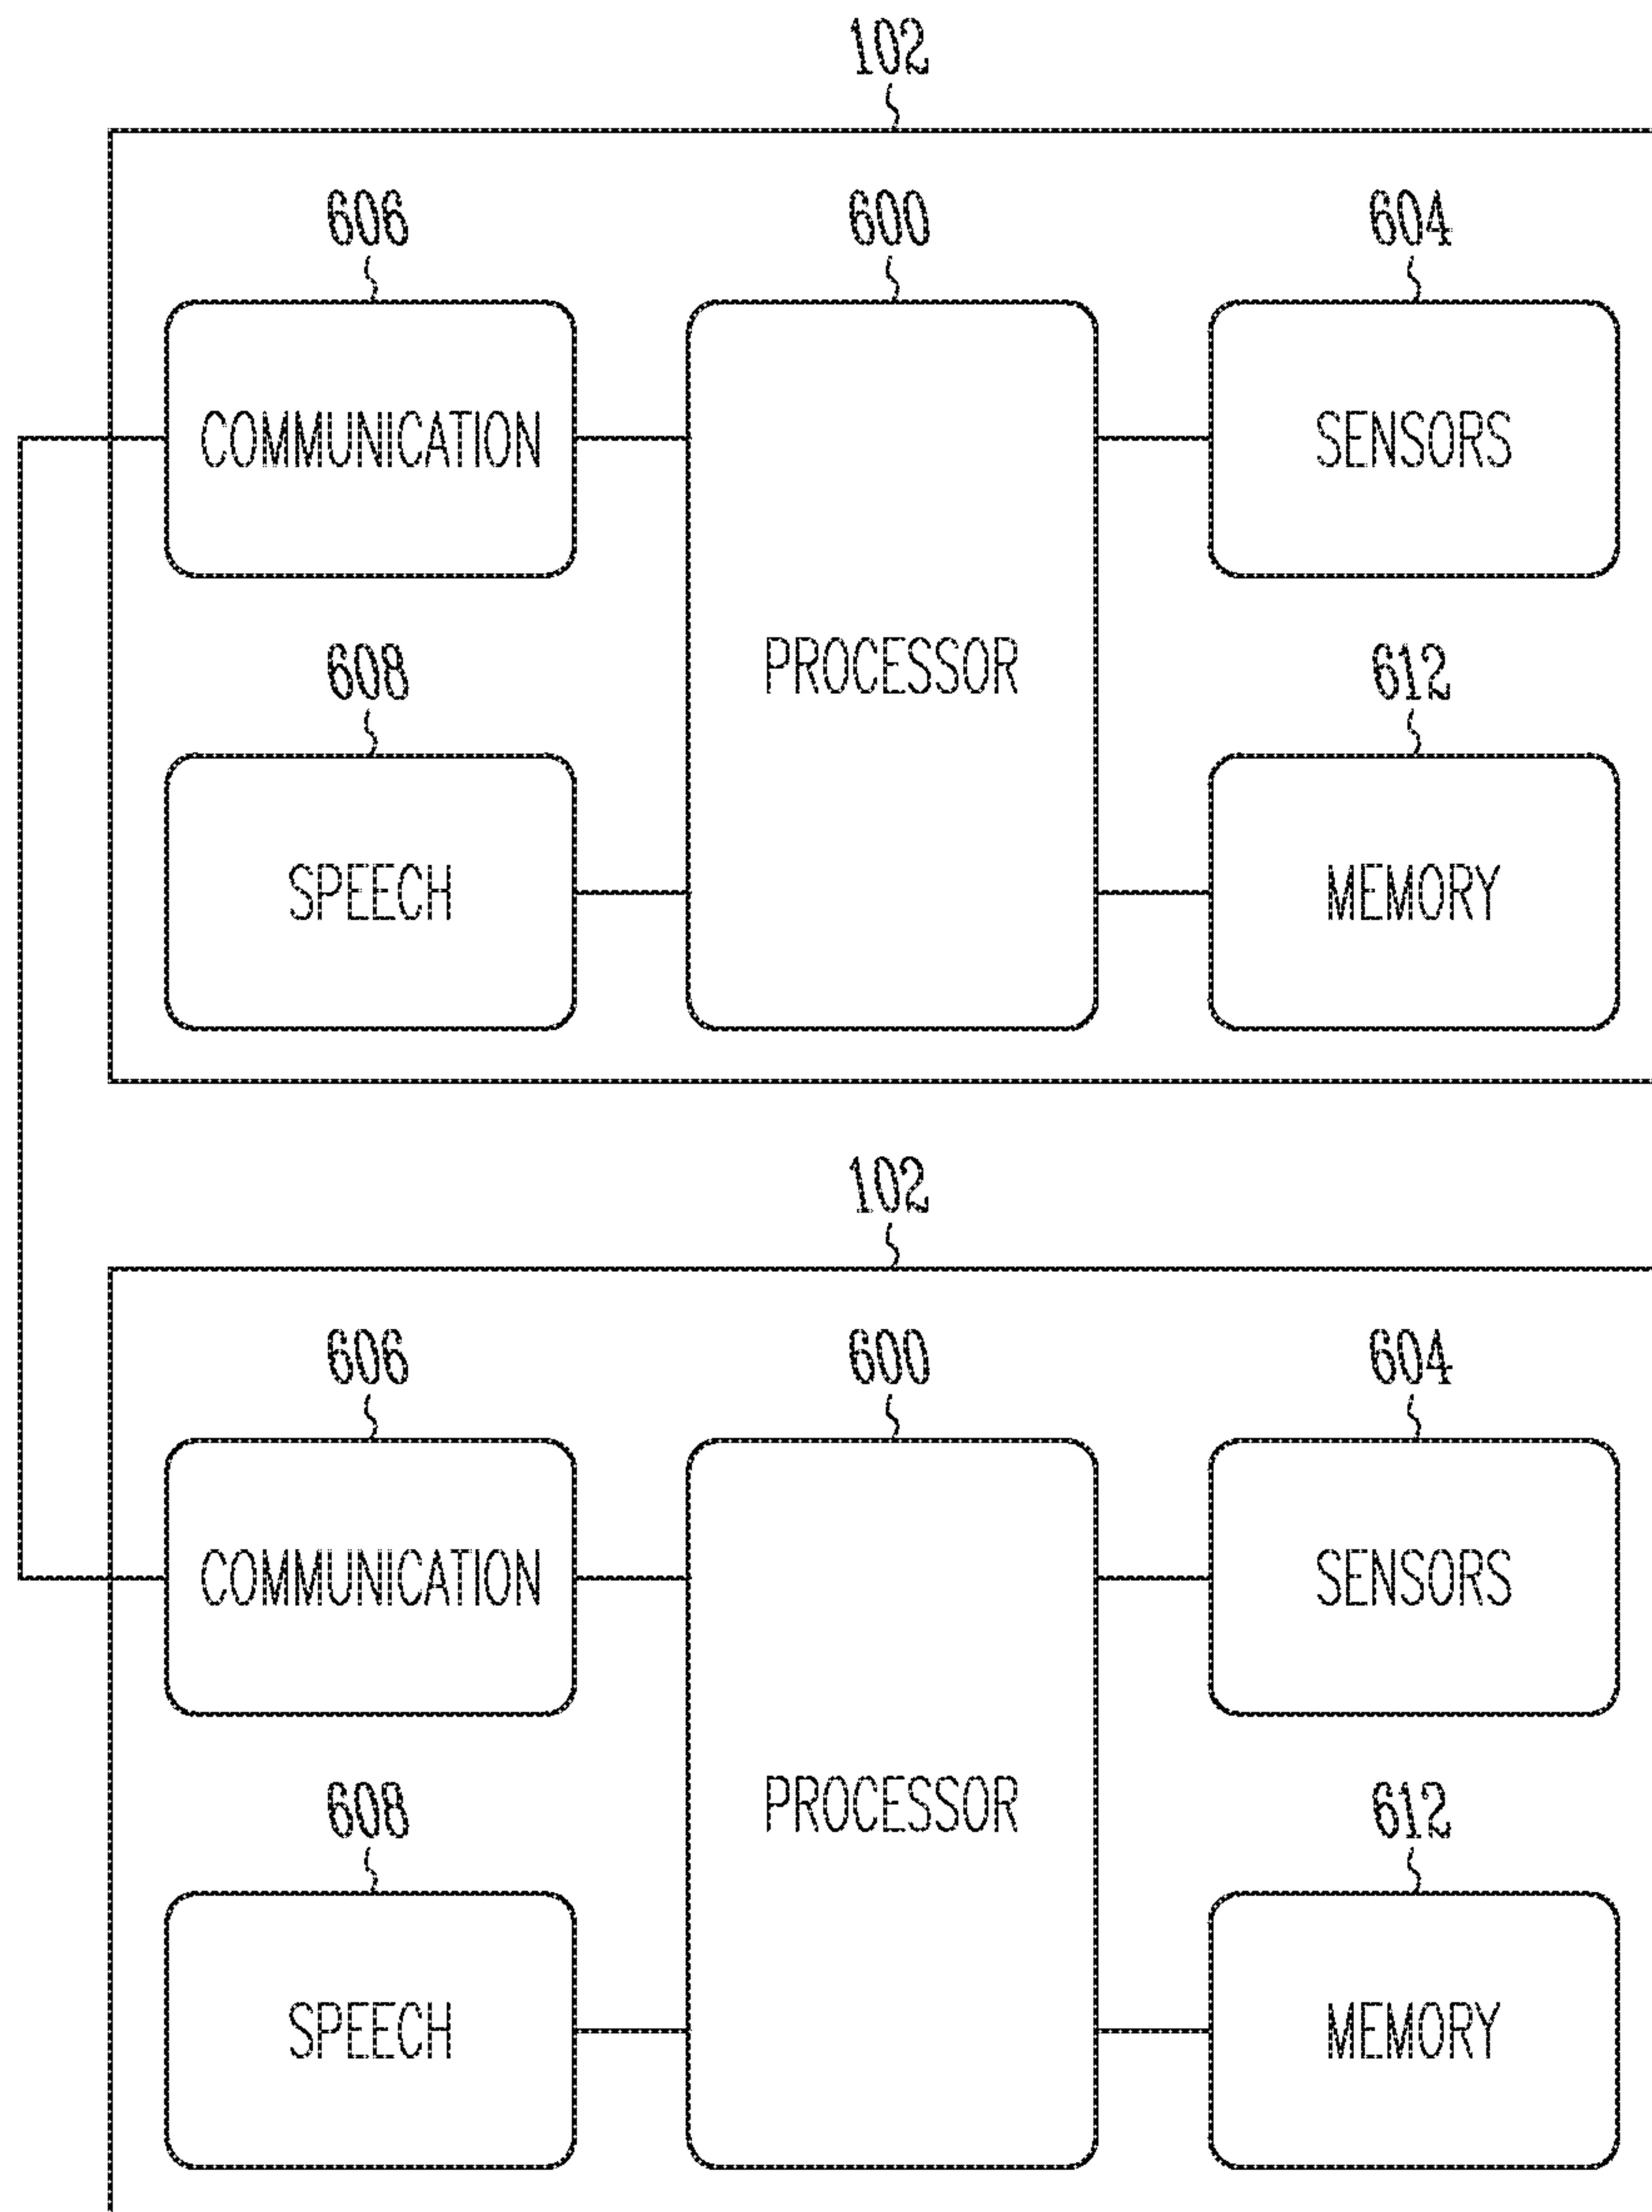 102
606 600 604
COMMUNICATION SENSORS
PROCESSOR
608 612
SPEECH MEMORY
102
606 600 604
COMMUNICATION SENSORS
PROCESSOR
608 612
SPEECH MEMORY